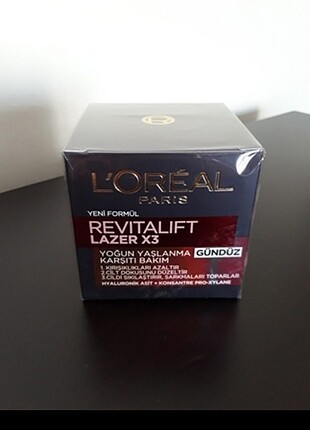 L'ORÉAL
PARIS
YENİ FORMÜL
REVITALIFT
LAZER X3
YOĞUN YAŞLANMA
KARŞITI BAKIM
GÜNDÜZ
1.KIRIŞIKLIKLARI AZALTIR
2.CİLT DOKUSUNU DÜZELTİR
3.CİLDİ SIKILAŞTIRIR, SARKMALARI TOPARLAR
HYALURONİK ASİT + KONSANTRE PRO-XYLANE